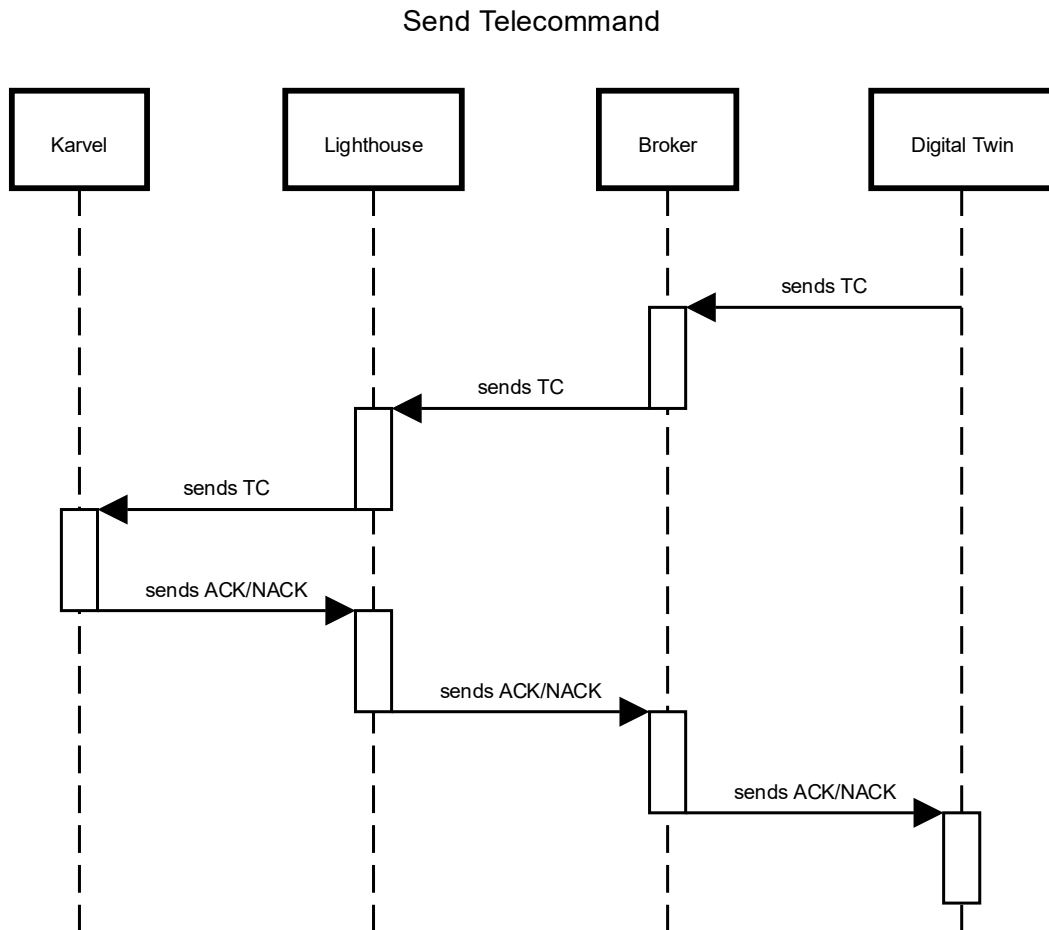 Send Telecommand
Karvel
Lighthouse
Broker
Digital Twin
sends TC
sends TC
sends TC
sends ACK/NACK
sends ACK/NACK
sends ACK/NACK